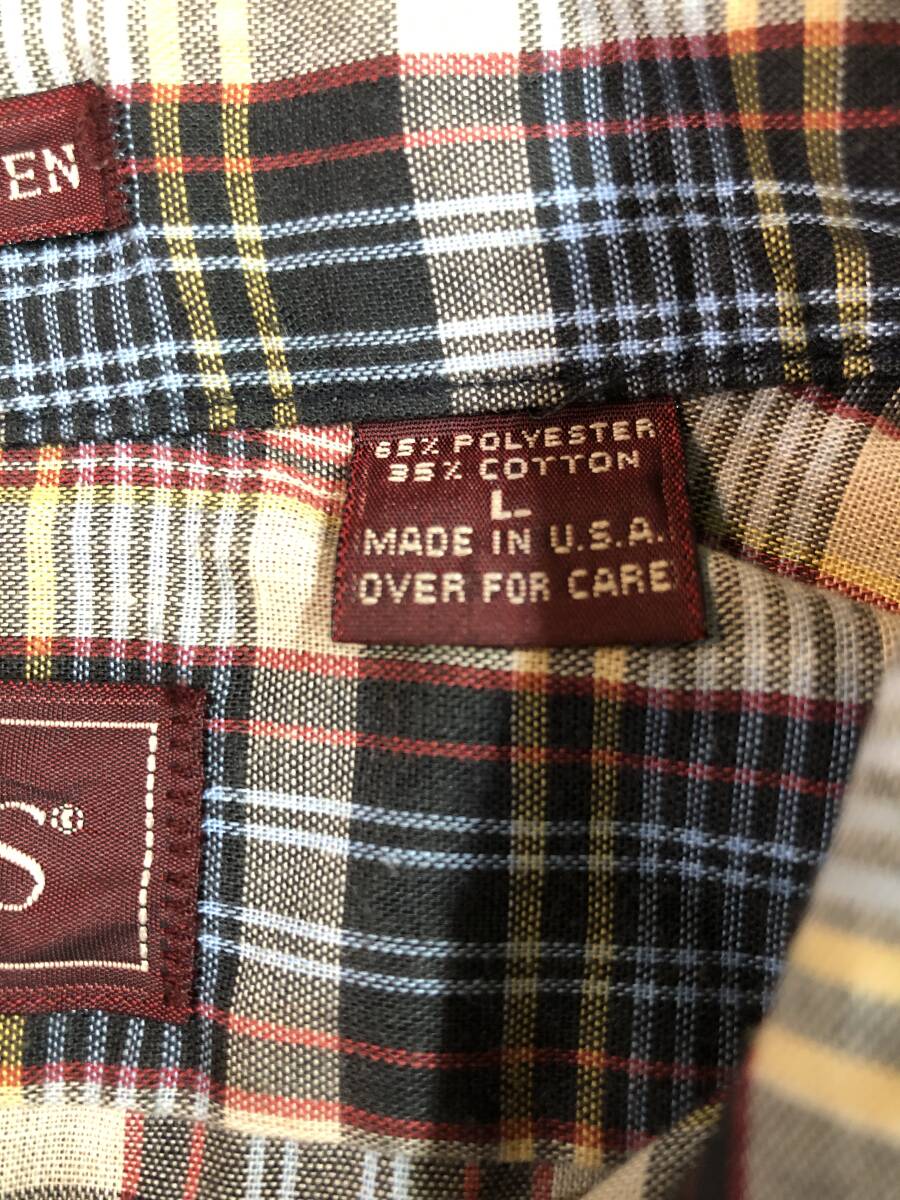 EN
65% POLYESTER
35% COTTON
L
MADE IN U.S.A.
OVER FOR CARE
S®